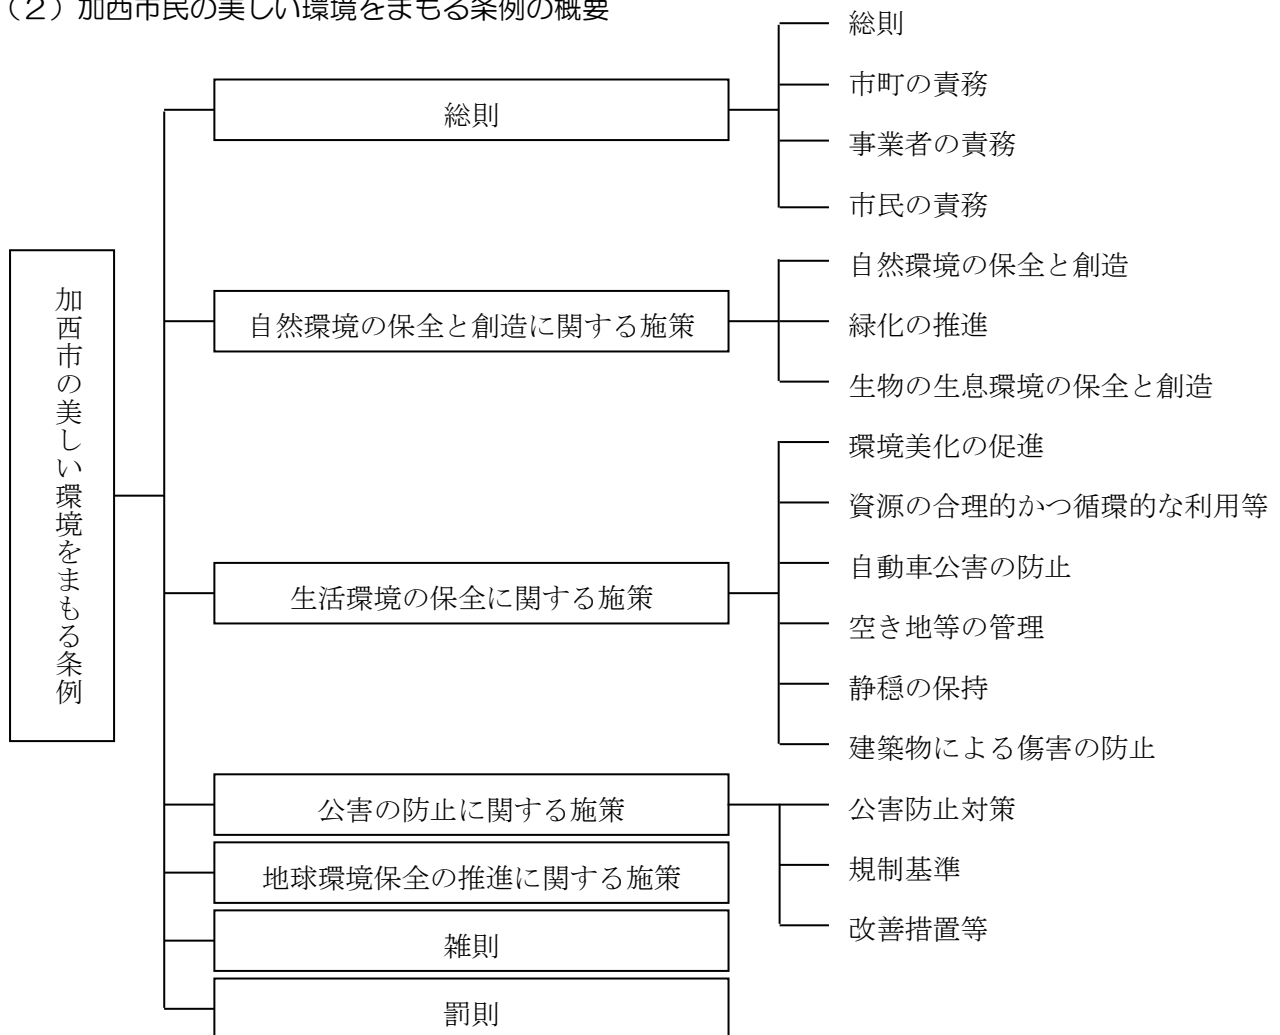 （２）加西市民の美しい環境をまもる条例の概要
加西市の美しい環境をまもる条例
総則
総則
市町の責務
事業者の責務
市民の責務
自然環境の保全と創造に関する施策
自然環境の保全と創造
緑化の推進
生物の生息環境の保全と創造
生活環境の保全に関する施策
環境美化の促進
資源の合理的かつ循環的な利用等
自動車公害の防止
空き地等の管理
静穏の保持
建築物による傷害の防止
公害の防止に関する施策
公害防止対策
規制基準
改善措置等
地球環境保全の推進に関する施策
雑則
罰則